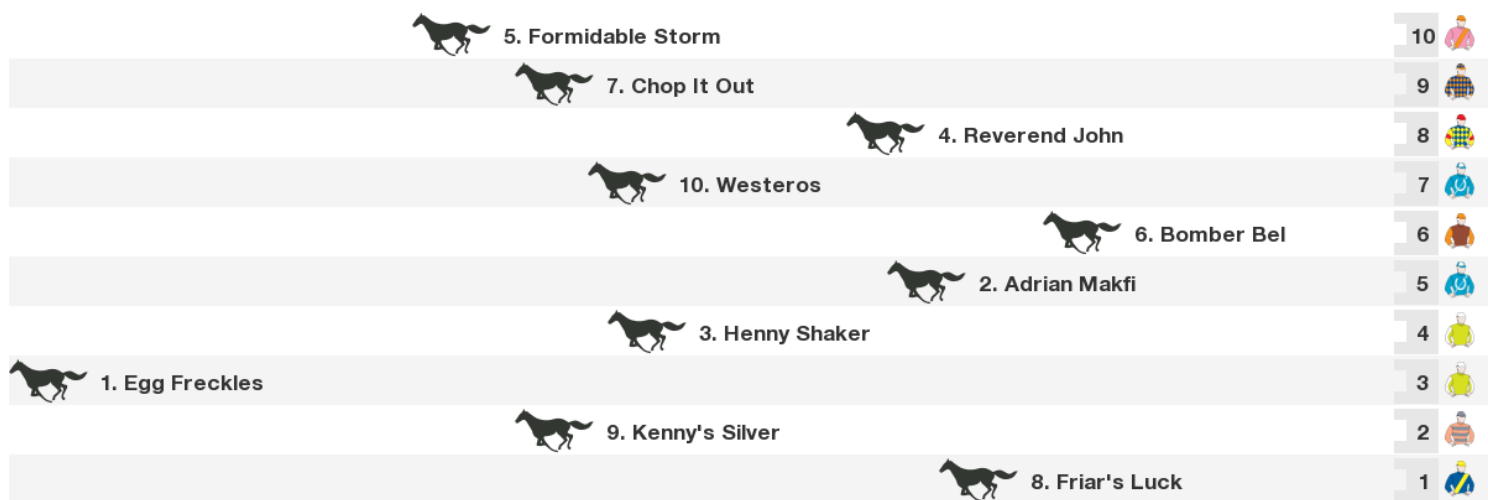 5. Formidable Storm 10
7. Chop It Out 9
4. Reverend John 8
10. Westeros 7
6. Bomber Bel 6
2. Adrian Makfi 5
3. Henny Shaker 4
1. Egg Freckles 3
9. Kenny's Silver 2
8. Friar's Luck 1